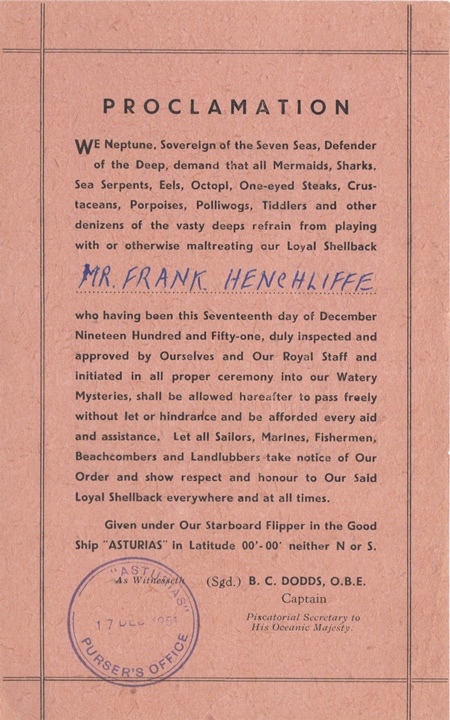 PROCLAMATION
WE Neptune, Sovereign of the Seven Seas, Defender
of the Deep, demand that all Mermaids, Sharks,
Sea Serpents, Eels, Octopl, One-eyed Steaks, Crus-
taceans, Porpoises, Polliwogs, Tiddlers and other
denizens of the vasty deeps refrain from playing
with or otherwise maltreating our Loyal Shellback
MR. FRANK. HENCHLIFFE
who having been this Seventeenth day of December
Nineteen Hundred and Fifty-one, duly inspected and
approved by Ourselves and Our Royal Staff and
initiated in all proper ceremony into our Watery
Mysteries, shall be allowed hereafter to pass freely
without let or hindrance and be afforded every aid
and assistance. Let all Sailors, Marines, Fishermen,
Beachcombers and Landlubbers take notice of Our
Order and show respect and honour to Our Said
Loyal Shellback everywhere and at all times.
Given under Our Starboard Flipper in the Good
Ship "ASTURIAS" in Latitude 00'-00' neither N or S.
As Witnesseth (Sgd.) B. C. DODDS, O.B.E.
Captain
Piscatorial Secretary to
His Oceanic Majesty.
"ASTURIAS"
17 DEC 1951
PURSER'S OFFICE